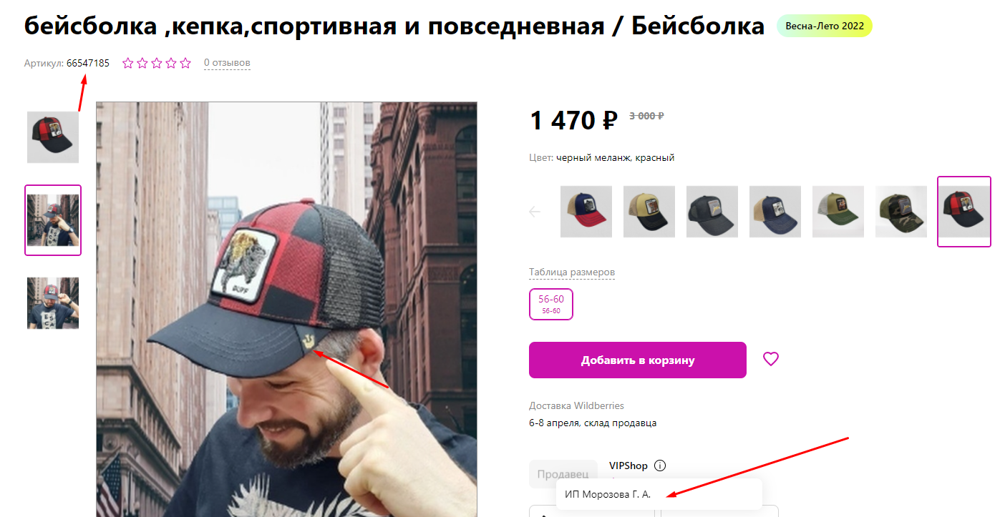 бейсболка ,кепка,спортивная и повседневная / Бейсболка
Весна-Лето 2022
Артикул: 66547185
0 отзывов
1 470 ₽
3 000 ₽
Цвет: черный меланж, красный
Таблица размеров
56-60
56-60
Добавить в корзину
Доставка Wildberries
6-8 апреля, склад продавца
Продавец
VIPShop
ИП Морозова Г. А.